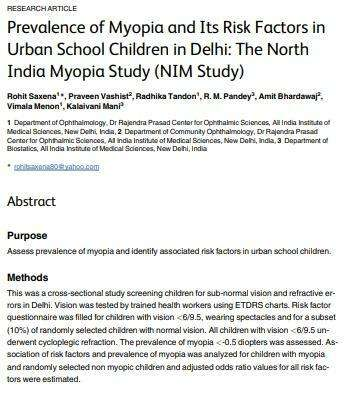 RESEARCH ARTICLE
Prevalence of Myopia and Its Risk Factors in
Urban School Children in Delhi: The North
India Myopia Study (NIM Study)
Rohit Saxena¹*, Praveen Vashist², Radhika Tandon¹, R. M. Pandey³, Amit Bhardawaj²,
Vimala Menon¹, Kalaivani Mani³
1 Department of Ophthalmology, Dr Rajendra Prasad Center for Ophthalmic Sciences, All India Institute of
Medical Sciences, New Delhi, India, 2 Department of Community Ophthalmology, Dr Rajendra Prasad
Center for Ophthalmic Sciences, All India Institute of Medical Sciences, New Delhi, India, 3 Department of
Biostatics, All India Institute of Medical Sciences, New Delhi, India
* rohitsaxena80@yahoo.com
Abstract
Purpose
Assess prevalence of myopia and identify associated risk factors in urban school children.
Methods
This was a cross-sectional study screening children for sub-normal vision and refractive er-
rors in Delhi. Vision was tested by trained health workers using ETDRS charts. Risk factor
questionnaire was filled for children with vision <6/9.5, wearing spectacles and for a subset
(10%) of randomly selected children with normal vision. All children with vision <6/9.5 un-
derwent cycloplegic refraction. The prevalence of myopia <-0.5 diopters was assessed. As-
sociation of risk factors and prevalence of myopia was analyzed for children with myopia
and randomly selected non myopic children and adjusted odds ratio values for all risk fac-
tors were estimated.